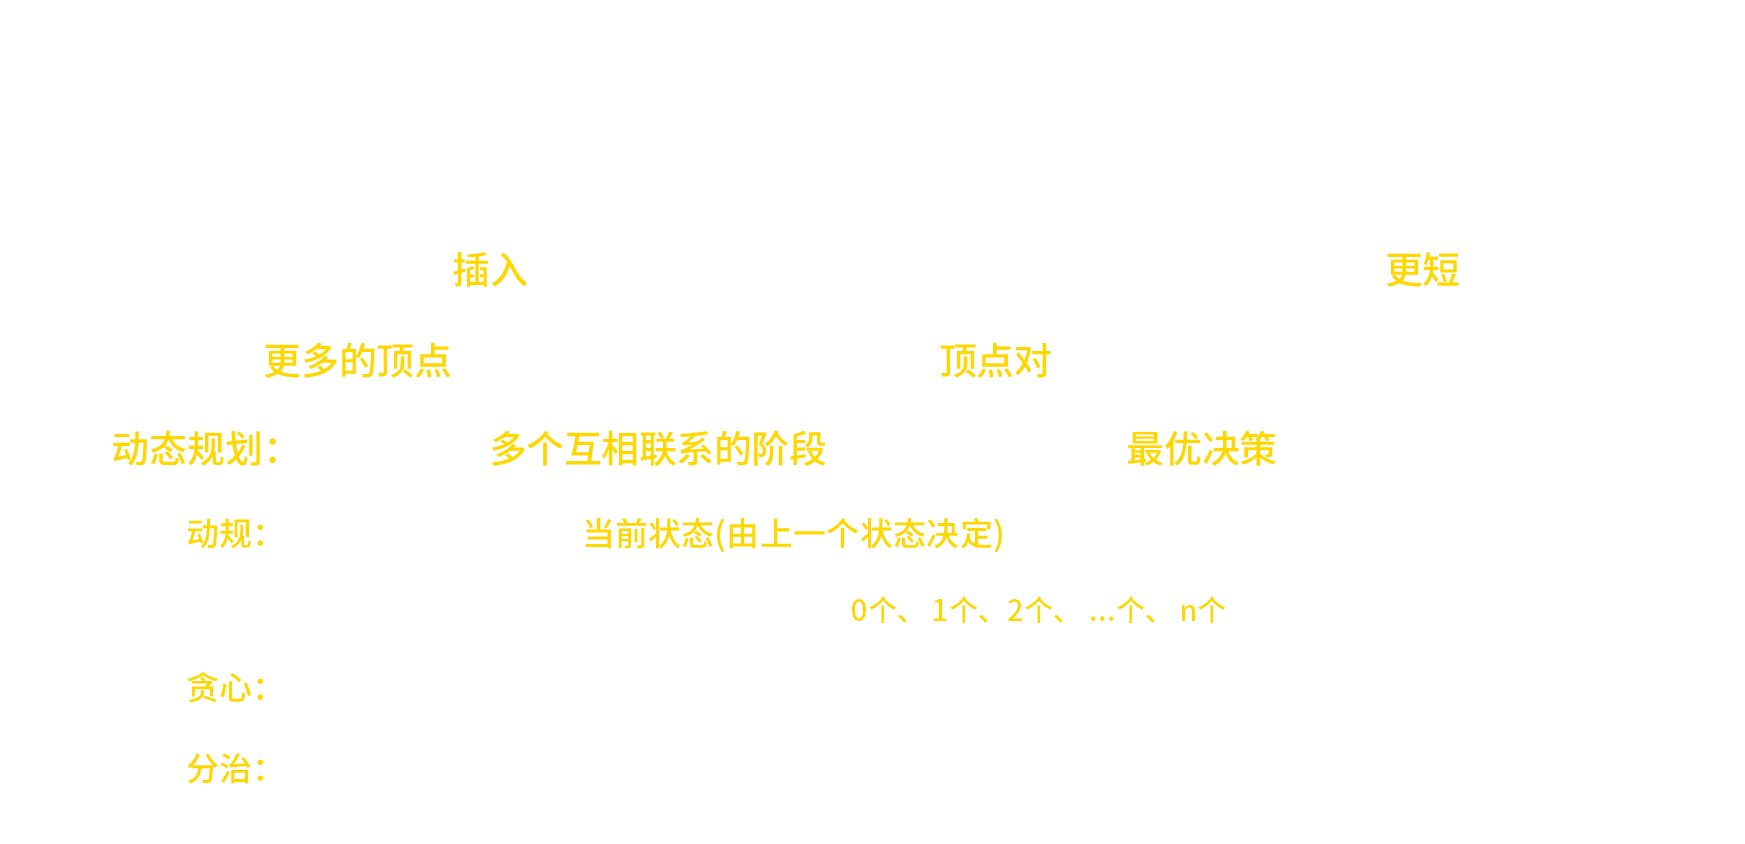 插入 更短
更多的顶点 顶点对
动态规划： 多个互相联系的阶段 最优决策
动规： 当前状态(由上一个状态决定)
0个、 1个、2个、 …个、 n个
贪心：
分治：